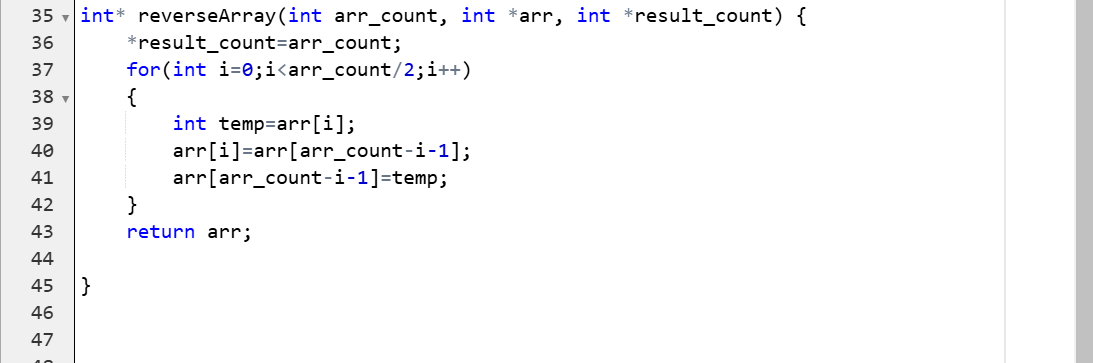 35 int* reverseArray(int arr_count, int *arr, int *result_count) {
36     *result_count=arr_count;
37     for(int i=0;i<arr_count/2;i++)
38     {
39         int temp=arr[i];
40         arr[i]=arr[arr_count-i-1];
41         arr[arr_count-i-1]=temp;
42     }
43     return arr;
44
45 }
46
47